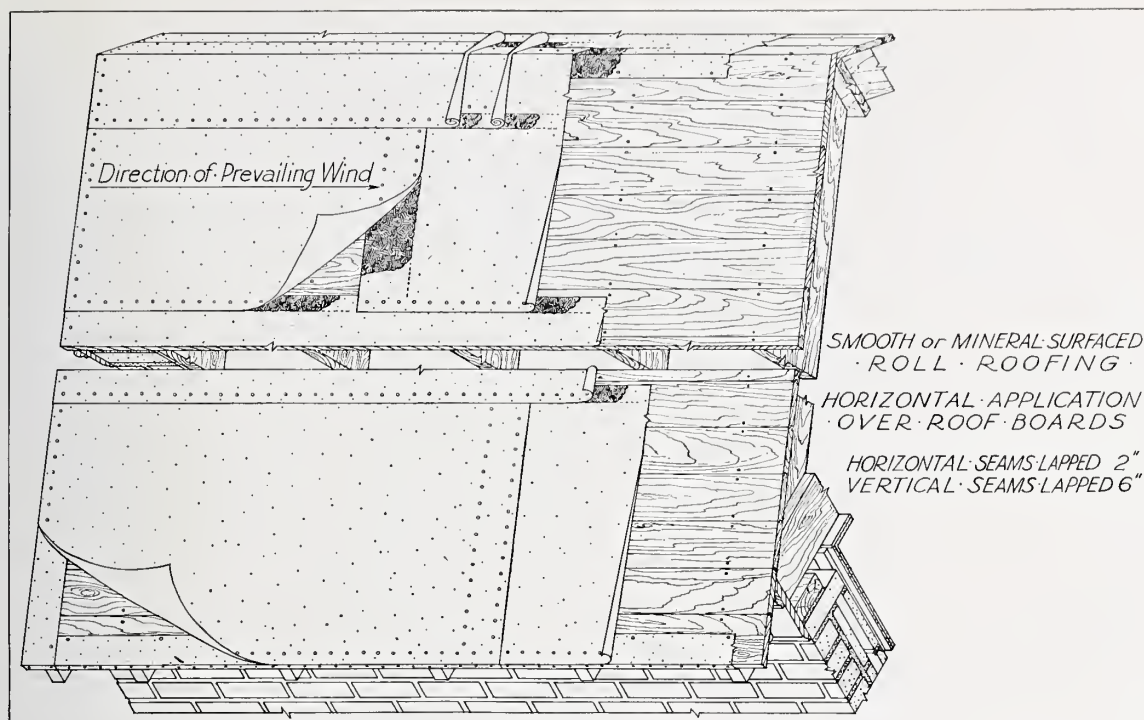 Direction·of·Prevailing Wind
SMOOTH or MINERAL·SURFACED
·ROLL·ROOFING·
HORIZONTAL·APPLICATION
·OVER·ROOF·BOARDS
HORIZONTAL·SEAMS·LAPPED 2"
VERTICAL·SEAMS·LAPPED 6"